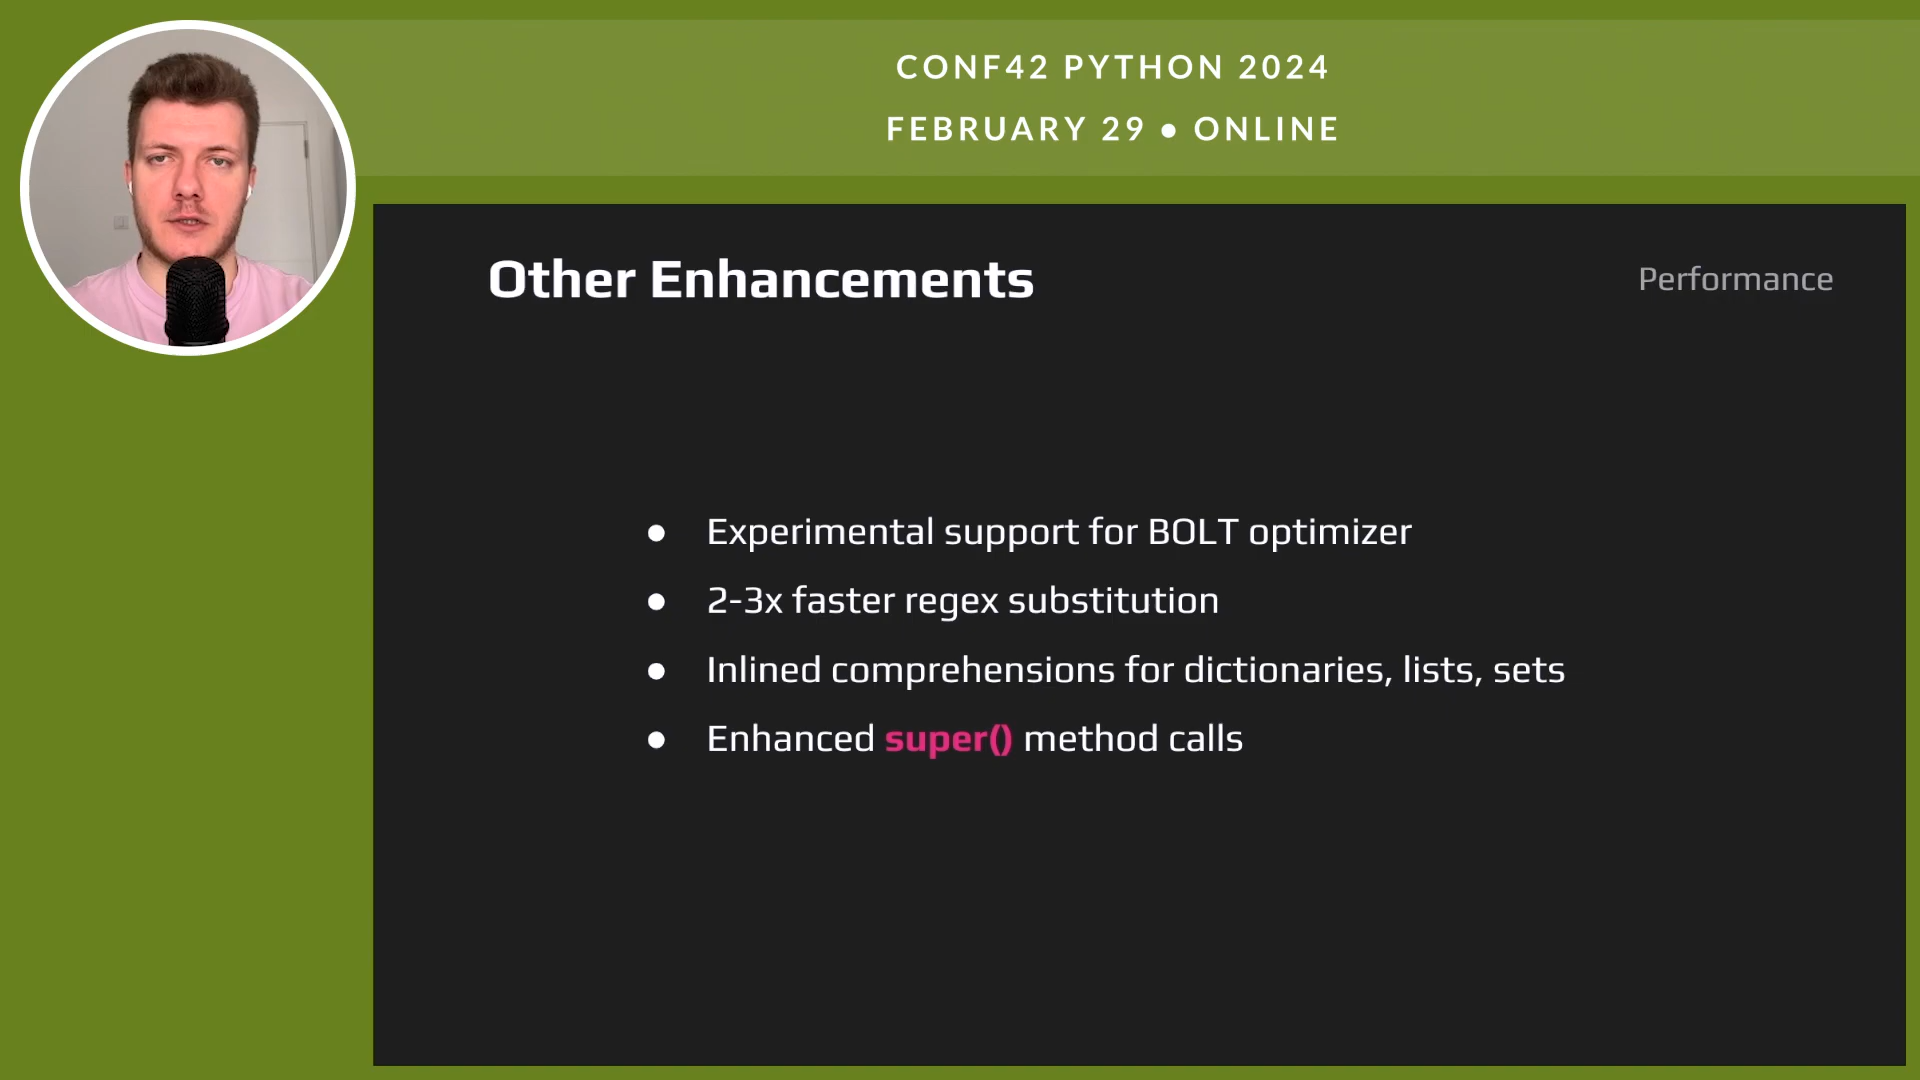 CONF42 PYTHON 2024
FEBRUARY 29 ● ONLINE
Other Enhancements
Performance
● Experimental support for BOLT optimizer
● 2-3x faster regex substitution
● Inlined comprehensions for dictionaries, lists, sets
● Enhanced super() method calls